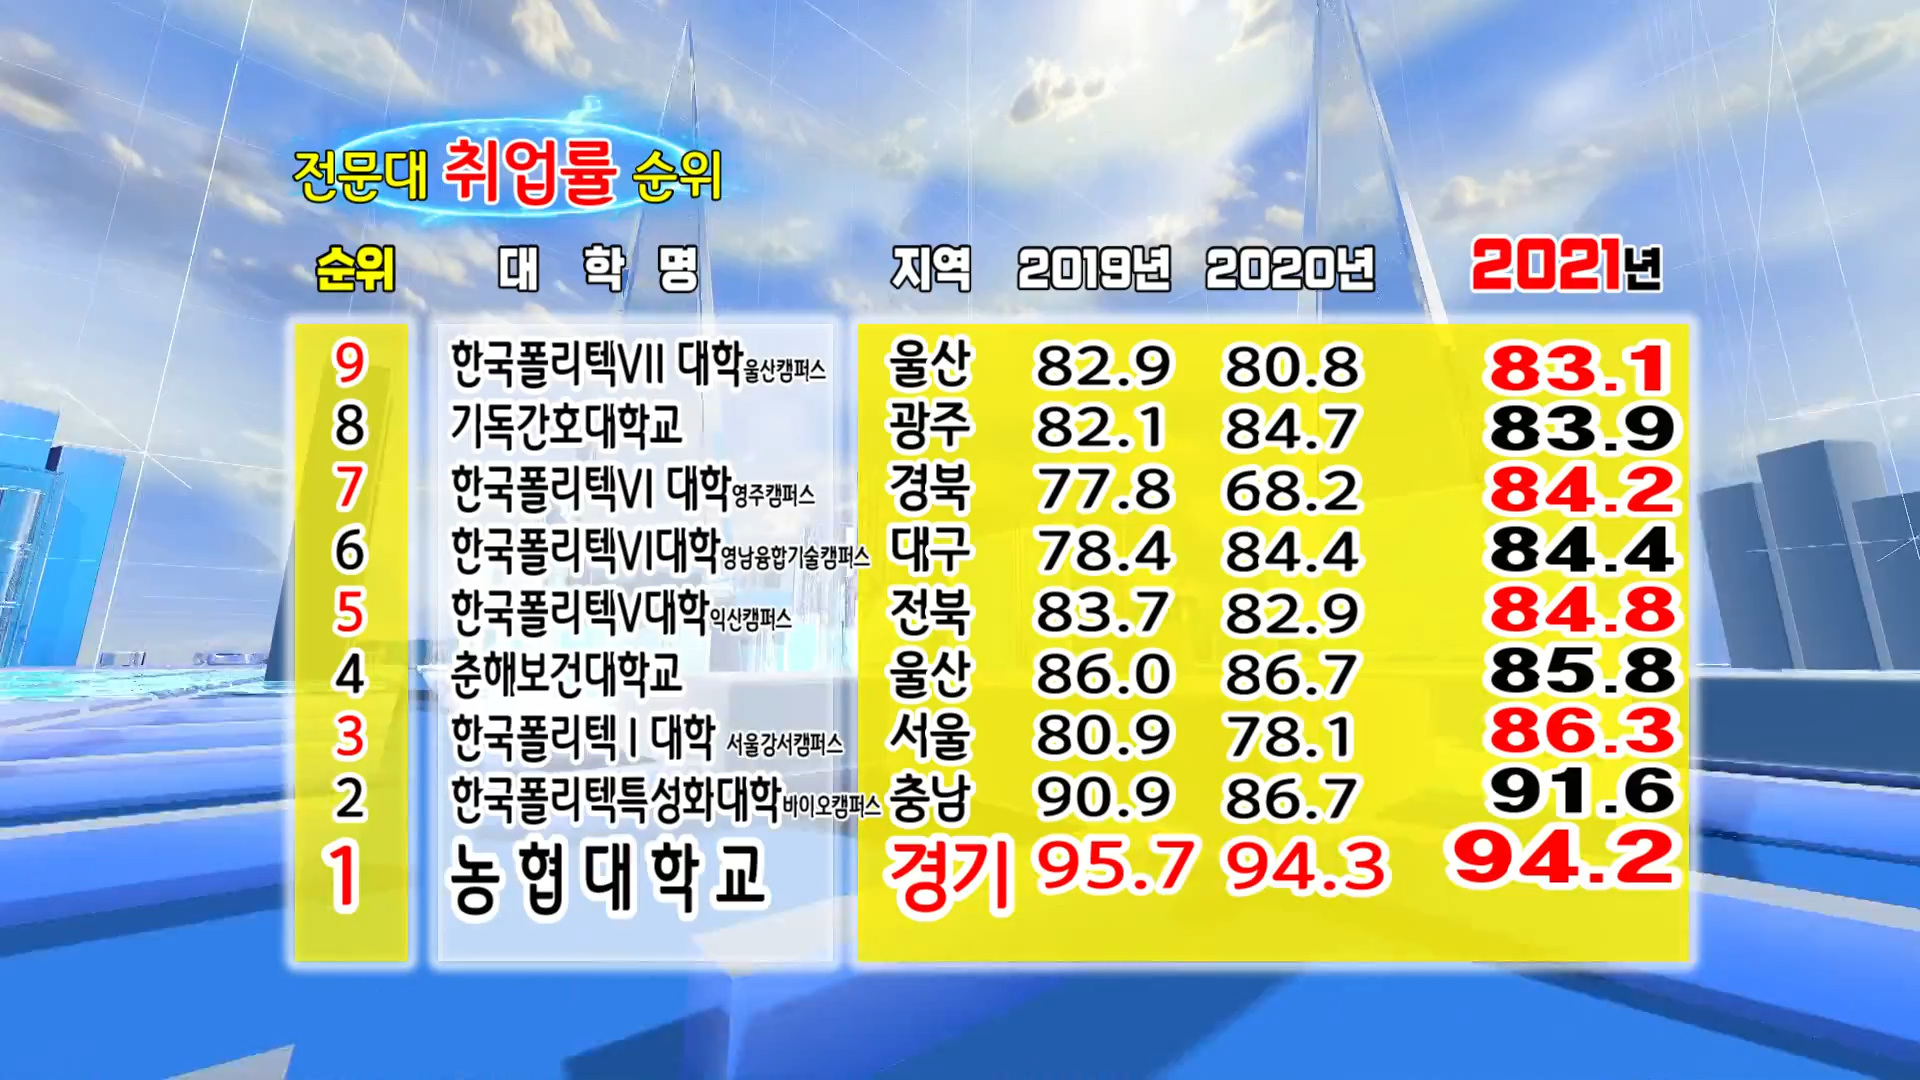 전문대 취업률 순위
순위 대 학 명 지역 2019년 2020년 2021년
9 한국폴리텍VII 대학울산캠퍼스 울산 82.9 80.8 83.1
8 기독간호대학교 광주 82.1 84.7 83.9
7 한국폴리텍VI 대학영주캠퍼스 경북 77.8 68.2 84.2
6 한국폴리텍VI대학영남융합기술캠퍼스 대구 78.4 84.4 84.4
5 한국폴리텍V대학익산캠퍼스 전북 83.7 82.9 84.8
4 춘해보건대학교 울산 86.0 86.7 85.8
3 한국폴리텍 I 대학 서울강서캠퍼스 서울 80.9 78.1 86.3
2 한국폴리텍특성화대학바이오캠퍼스 충남 90.9 86.7 91.6
1 농협대학교 경기 95.7 94.3 94.2